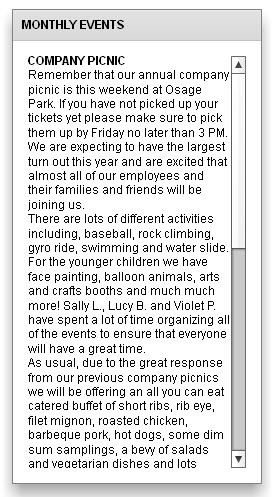 MONTHLY EVENTS
COMPANY PICNIC
Remember that our annual company
picnic is this weekend at Osage
Park. If you have not picked up your
tickets yet please make sure to pick
them up by Friday no later than 3 PM.
We are expecting to have the largest
turn out this year and are excited that
almost all of our employees and
their families and friends will be
joining us.
There are lots of different activities
including, baseball, rock climbing,
gyro ride, swimming and water slide.
For the younger children we have
face painting, balloon animals, arts
and crafts booths and much much
more! Sally L., Lucy B. and Violet P.
have spent a lot of time organizing all
of the events to ensure that everyone
will have a great time.
As usual, due to the great response
from our previous company picnics
we will be offering an all you can eat
catered buffet of short ribs, rib eye,
filet mignon, roasted chicken,
barbeque pork, hot dogs, some dim
sum samplings, a bevy of salads
and vegetarian dishes and lots